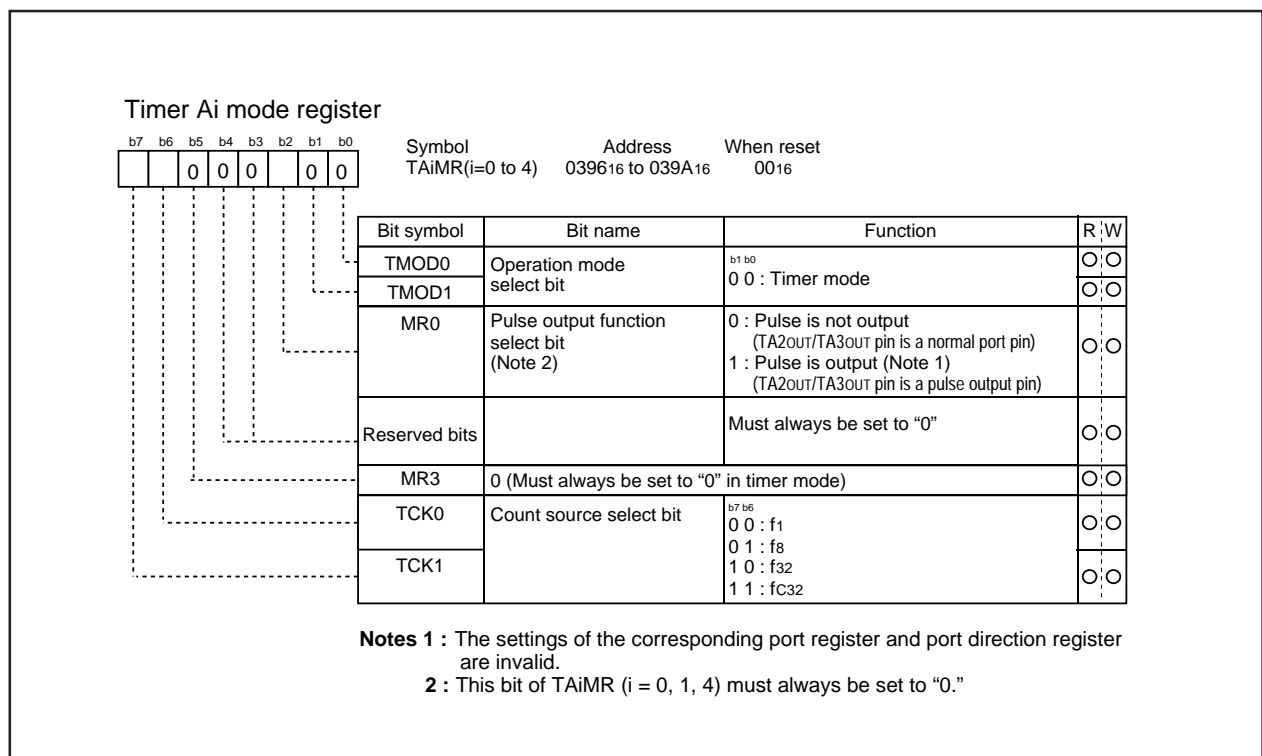 Timer Ai mode register
b7 b6 b5 b4 b3 b2 b1 b0
0 0 0 0 0
Symbol Address When reset
TAiMR(i=0 to 4) 039616 to 039A16 0016
Bit symbol Bit name Function R W
TMOD0 Operation mode select bit b1 b0
0 0 : Timer mode
TMOD1
MR0 Pulse output function
select bit
(Note 2)
0 : Pulse is not output
(TA2OUT/TA3OUT pin is a normal port pin)
1 : Pulse is output (Note 1)
(TA2OUT/TA3OUT pin is a pulse output pin)
Reserved bits Must always be set to “0”
MR3 0 (Must always be set to “0” in timer mode)
TCK0 Count source select bit b7 b6
0 0 : f1
0 1 : f8
TCK1
1 0 : f32
1 1 : fC32
Notes 1 : The settings of the corresponding port register and port direction register
are invalid.
2 : This bit of TAiMR (i = 0, 1, 4) must always be set to “0.”